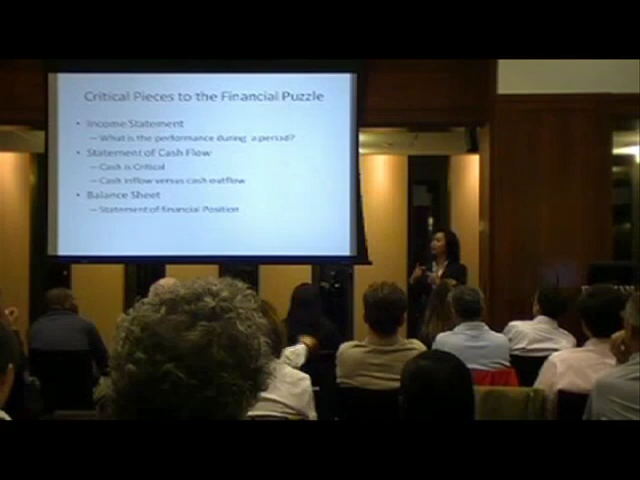 Critical Pieces to the Financial Puzzle
• Income Statement
– What is the performance during a period?
• Statement of Cash Flow
– Cash is Critical
– Cash inflow versus cash outflow
• Balance Sheet
– Statement of Financial Position